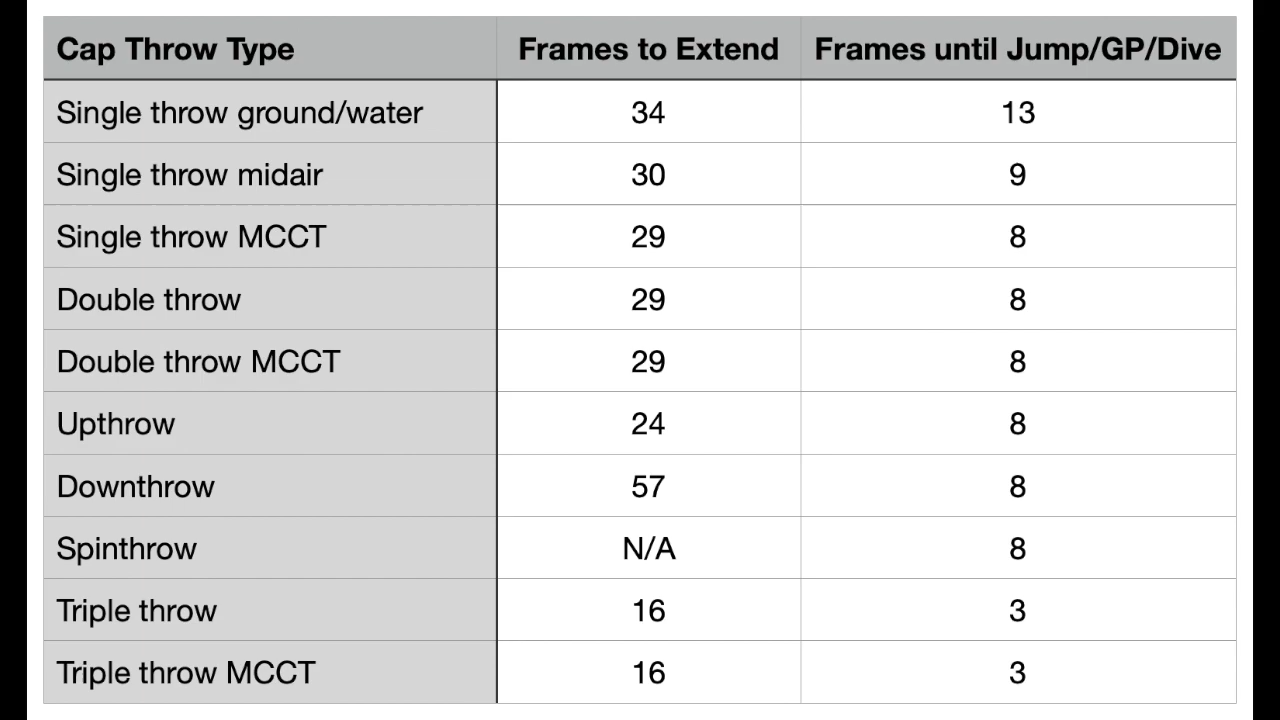 Cap Throw Type Frames to Extend Frames until Jump/GP/Dive
Single throw ground/water 34 13
Single throw midair 30 9
Single throw MCCT 29 8
Double throw 29 8
Double throw MCCT 29 8
Upthrow 24 8
Downthrow 57 8
Spinthrow N/A 8
Triple throw 16 3
Triple throw MCCT 16 3